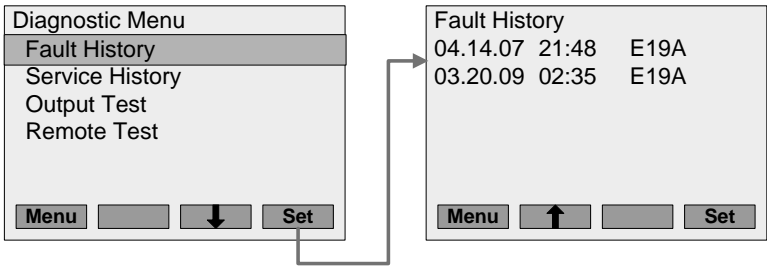 Diagnostic Menu
Fault History
Service History
Output Test
Remote Test
Menu
Set
Fault History
04.14.07 21:48 E19A
03.20.09 02:35 E19A
Menu
Set